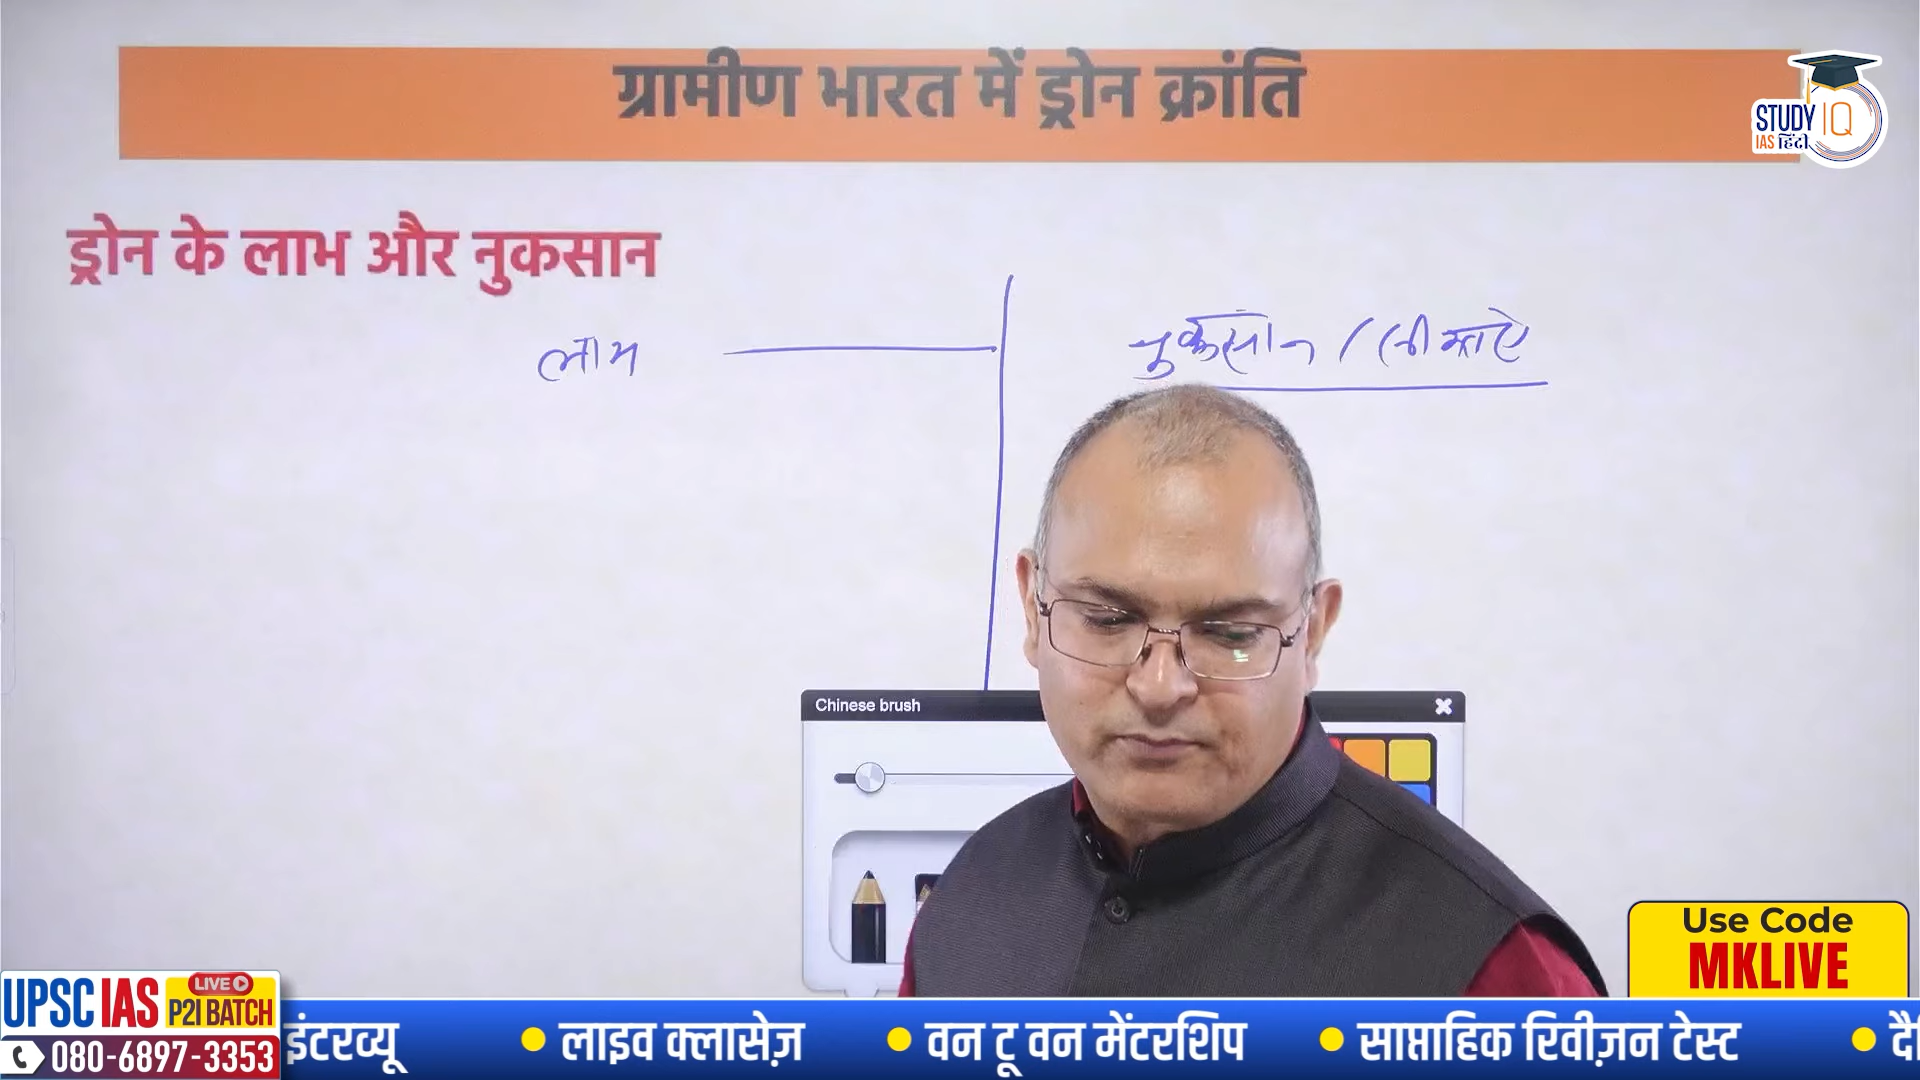 ग्रामीण भारत में ड्रोन क्रांति
STUDY IQ
IAS हिंदी
ड्रोन के लाभ और नुकसान
लाभ
नुकसान / सीमाऐ
Chinese brush
Use Code
MKLIVE
UPSC IAS LIVE P2I BATCH
080-6897-3353
इंटरव्यू • लाइव क्लासेज़ • वन टू वन मेंटरशिप • साप्ताहिक रिवीज़न टेस्ट •